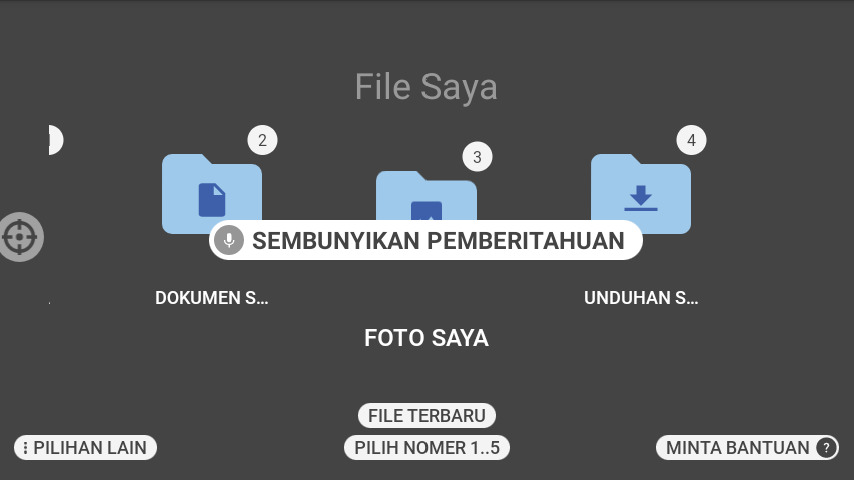 File Saya
2
3
4
SEMBUNYIKAN PEMBERITAHUAN
DOKUMEN S...
UNDUHAN S...
FOTO SAYA
FILE TERBARU
PILIHAN LAIN
PILIH NOMER 1..5
MINTA BANTUAN ?